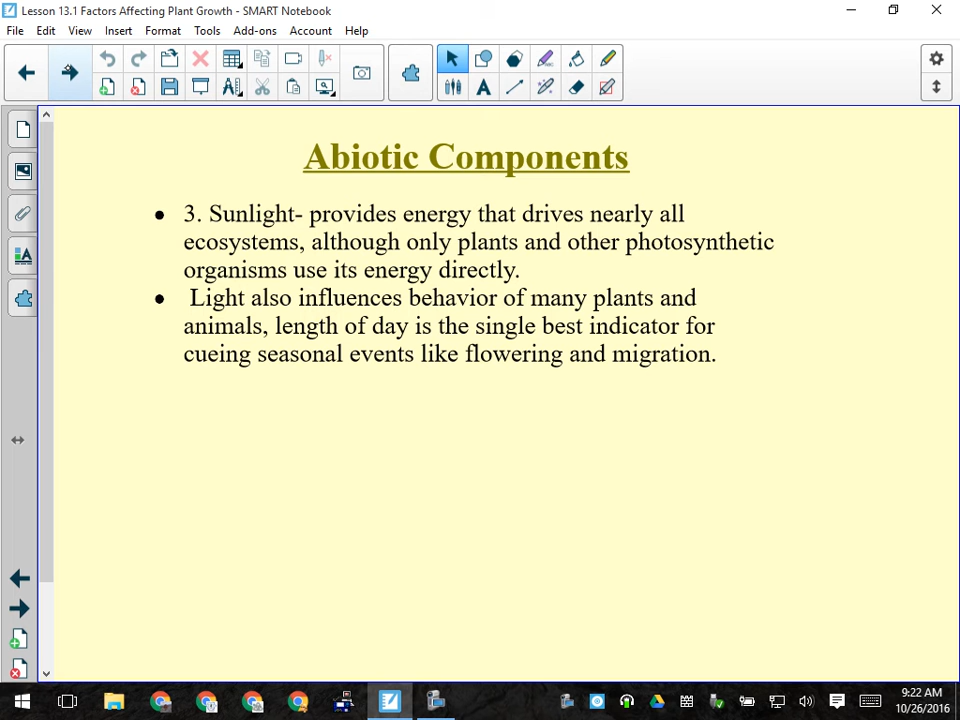 Lesson 13.1 Factors Affecting Plant Growth - SMART Notebook
File Edit View Insert Format Tools Add-ons Account Help
Abiotic Components
• 3. Sunlight- provides energy that drives nearly all
ecosystems, although only plants and other photosynthetic
organisms use its energy directly.
• Light also influences behavior of many plants and
animals, length of day is the single best indicator for
cueing seasonal events like flowering and migration.
9:22 AM
10/26/2016